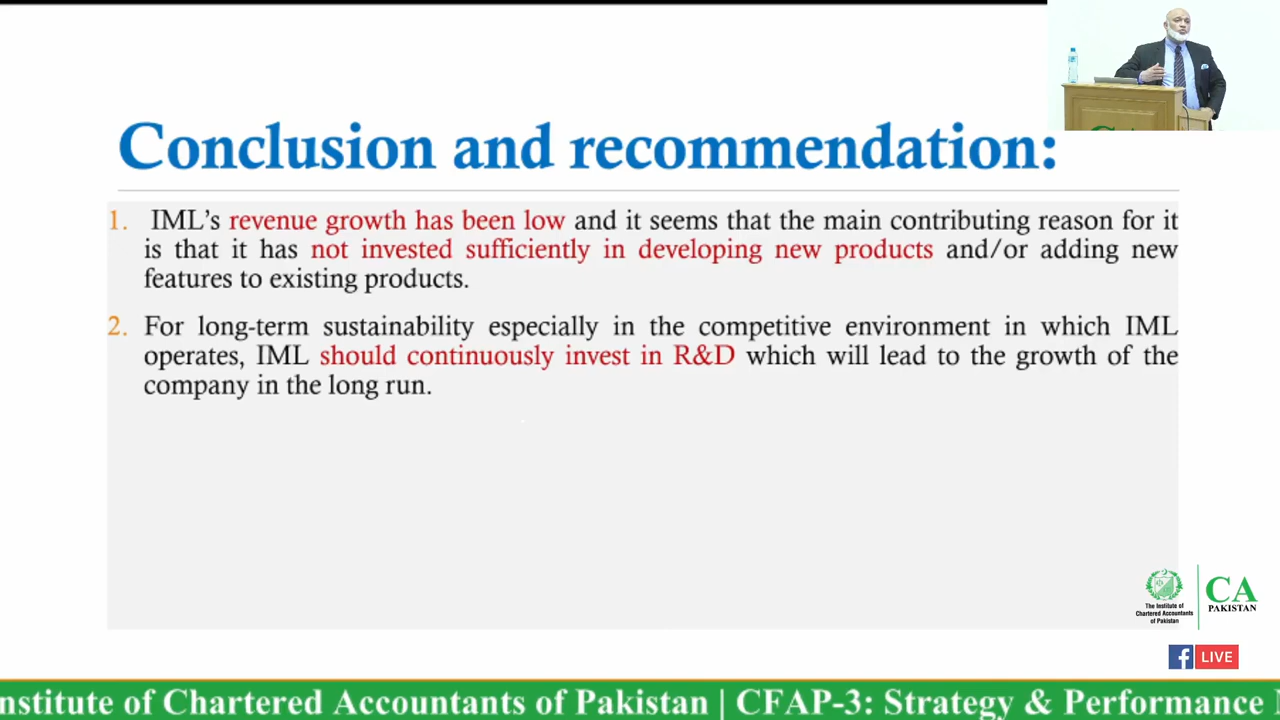 Conclusion and recommendation:
1. IML's revenue growth has been low and it seems that the main contributing reason for it
is that it has not invested sufficiently in developing new products and/or adding new
features to existing products.
2. For long-term sustainability especially in the competitive environment in which IML
operates, IML should continuously invest in R&D which will lead to the growth of the
company in the long run.
The Institute of
Chartered Accountants
of Pakistan
CA
PAKISTAN
f LIVE
nstitute of Chartered Accountants of Pakistan | CFAP-3: Strategy & Performance